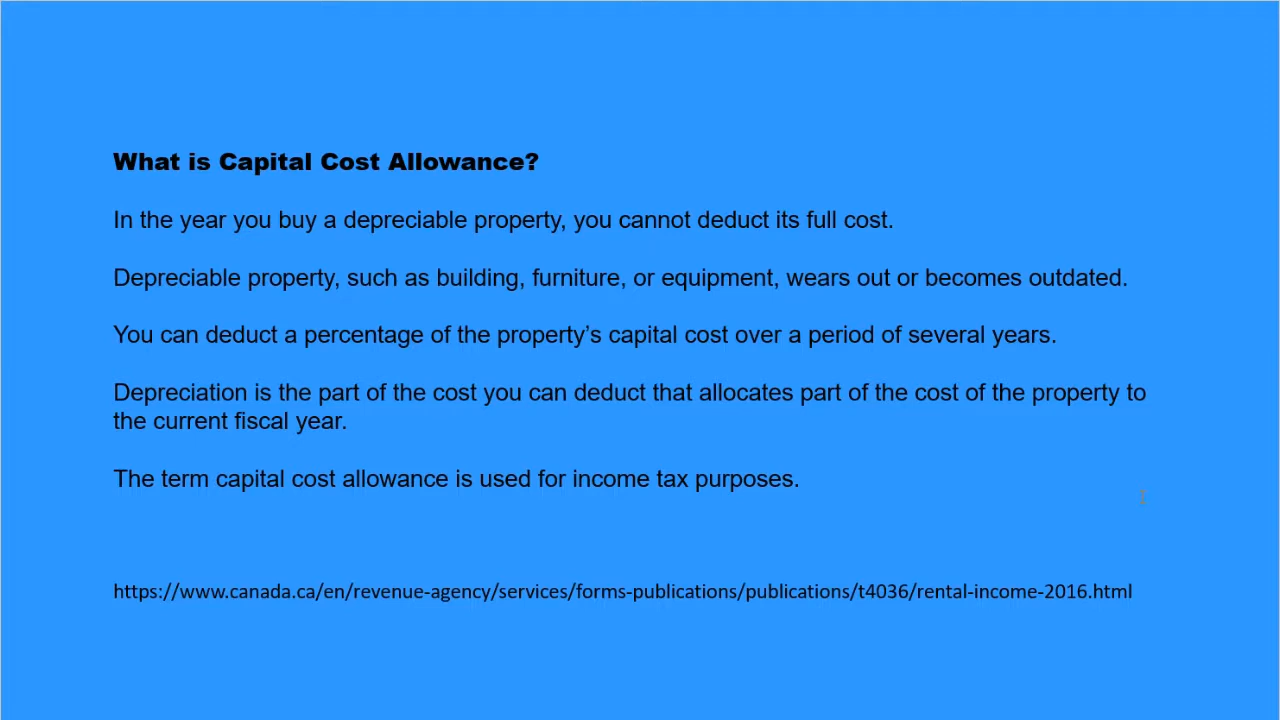 What is Capital Cost Allowance?
In the year you buy a depreciable property, you cannot deduct its full cost.
Depreciable property, such as building, furniture, or equipment, wears out or becomes outdated.
You can deduct a percentage of the property’s capital cost over a period of several years.
Depreciation is the part of the cost you can deduct that allocates part of the cost of the property to
the current fiscal year.
The term capital cost allowance is used for income tax purposes.
https://www.canada.ca/en/revenue-agency/services/forms-publications/publications/t4036/rental-income-2016.html